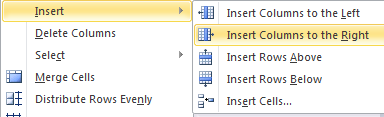 Insert
Delete Columns
Select
Merge Cells
Distribute Rows Evenly
Insert Columns to the Left
Insert Columns to the Right
Insert Rows Above
Insert Rows Below
Insert Cells...